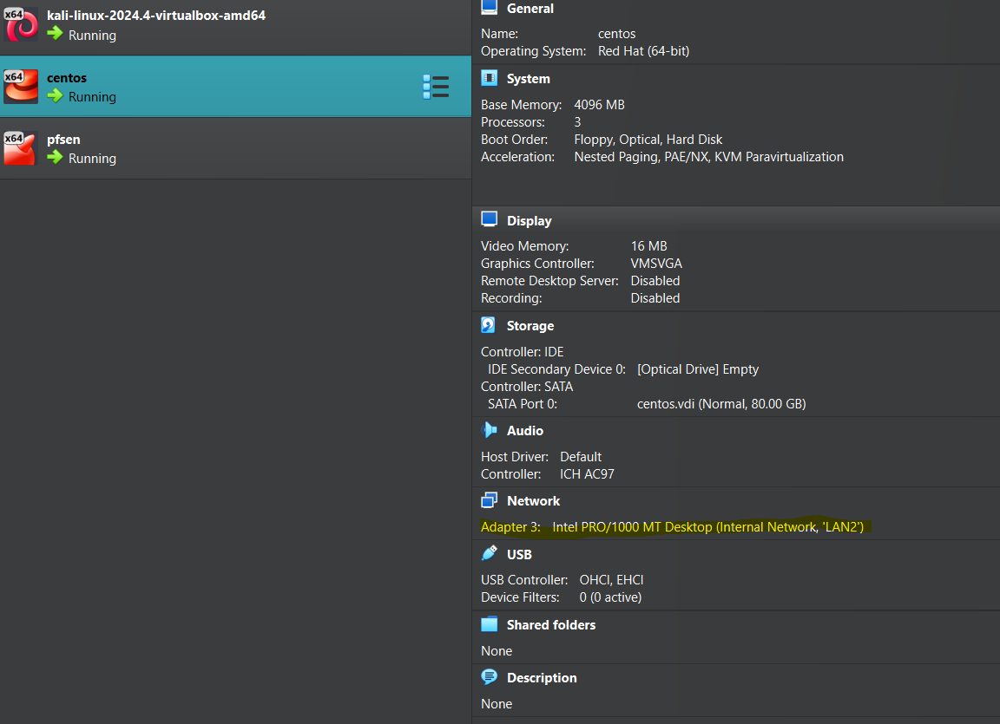 x64
kali-linux-2024.4-virtualbox-amd64
Running
x64
centos
Running
x64
pfsen
Running
General
Name: centos
Operating System: Red Hat (64-bit)
System
Base Memory: 4096 MB
Processors: 3
Boot Order: Floppy, Optical, Hard Disk
Acceleration: Nested Paging, PAE/NX, KVM Paravirtualization
Display
Video Memory: 16 MB
Graphics Controller: VMSVGA
Remote Desktop Server: Disabled
Recording: Disabled
Storage
Controller: IDE
IDE Secondary Device 0: [Optical Drive] Empty
Controller: SATA
SATA Port 0: centos.vdi (Normal, 80.00 GB)
Audio
Host Driver: Default
Controller: ICH AC97
Network
Adapter 3: Intel PRO/1000 MT Desktop (Internal Network, 'LAN2')
USB
USB Controller: OHCI, EHCI
Device Filters: 0 (0 active)
Shared folders
None
Description
None